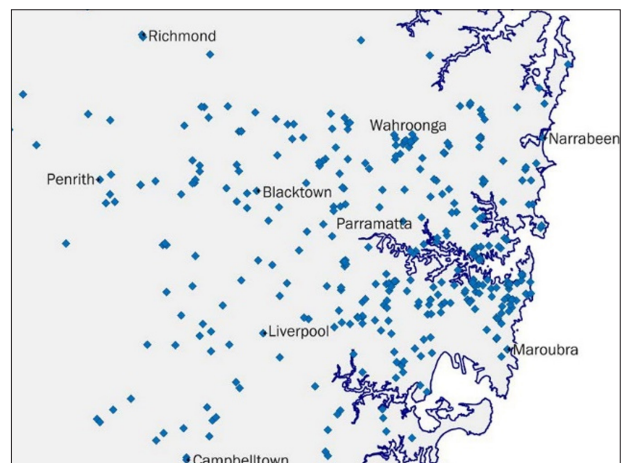 Richmond
Wahroonga
Narrabeen
Penrith
Blacktown
Parramatta
Liverpool
Maroubra
Campbelltown